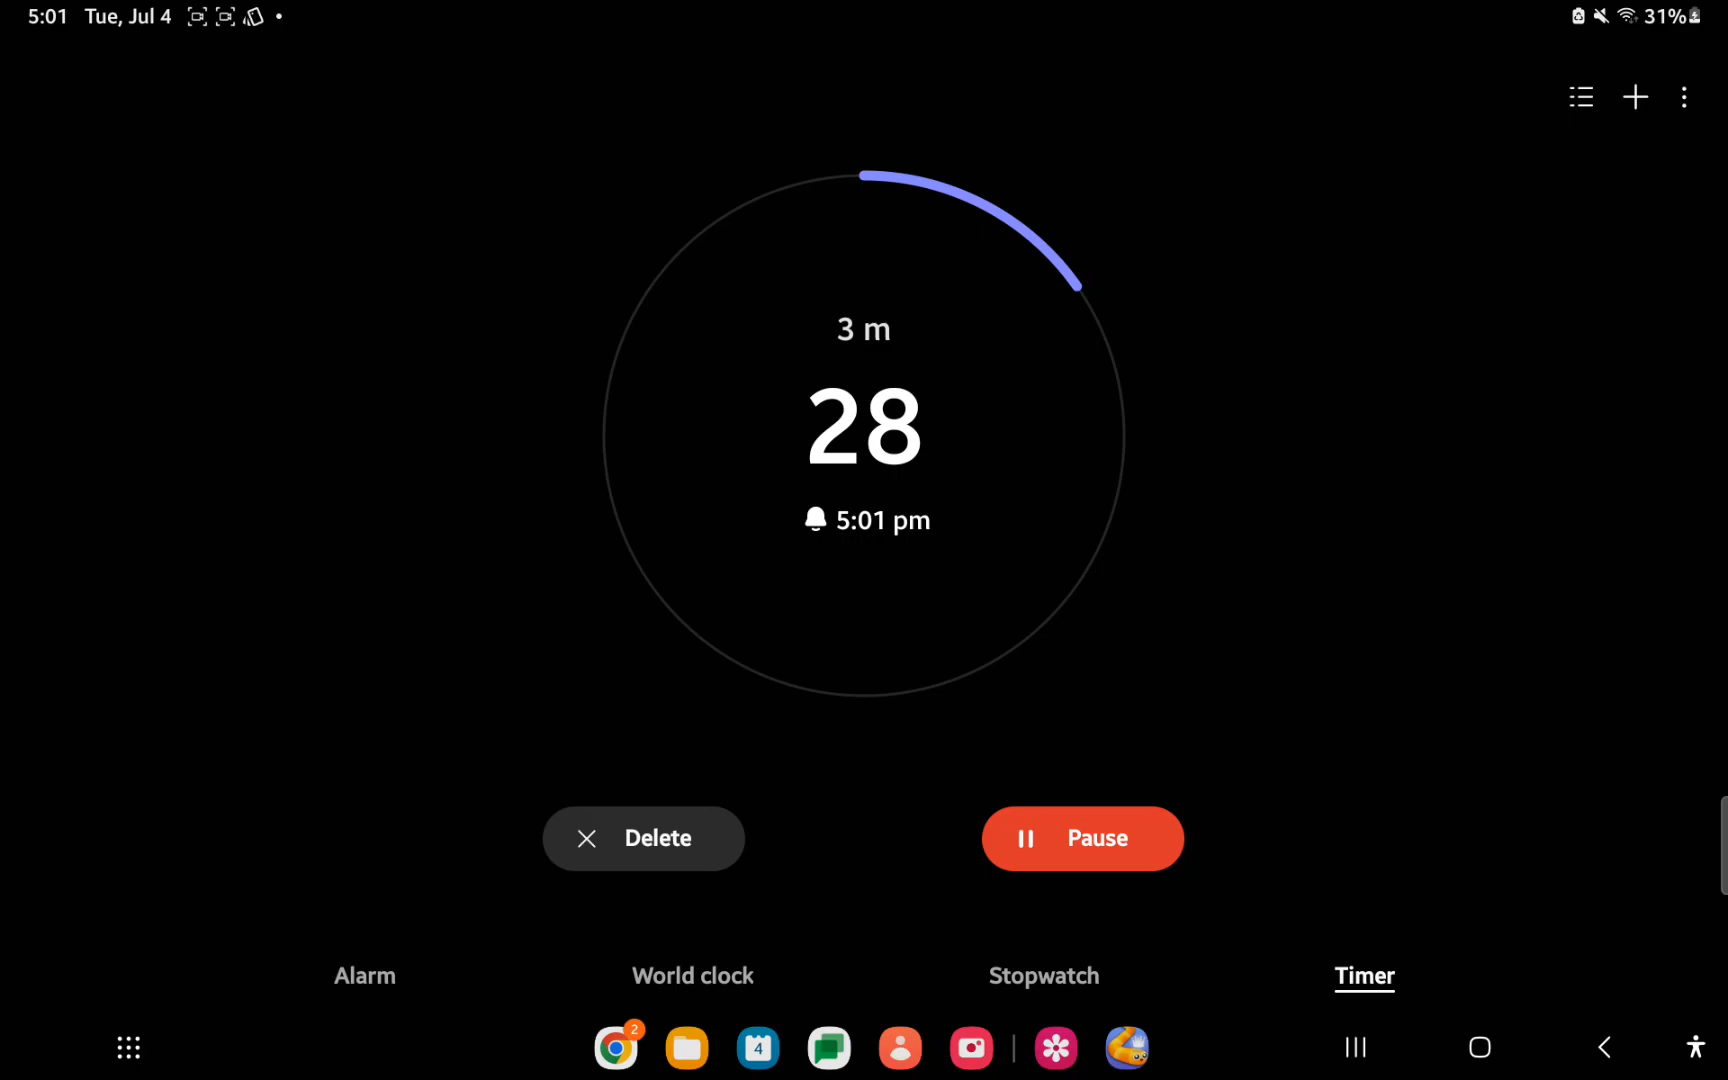 5:01 Tue, Jul 4
31%
3 m
28
5:01 pm
Delete
Pause
Alarm
World clock
Stopwatch
Timer
2
4